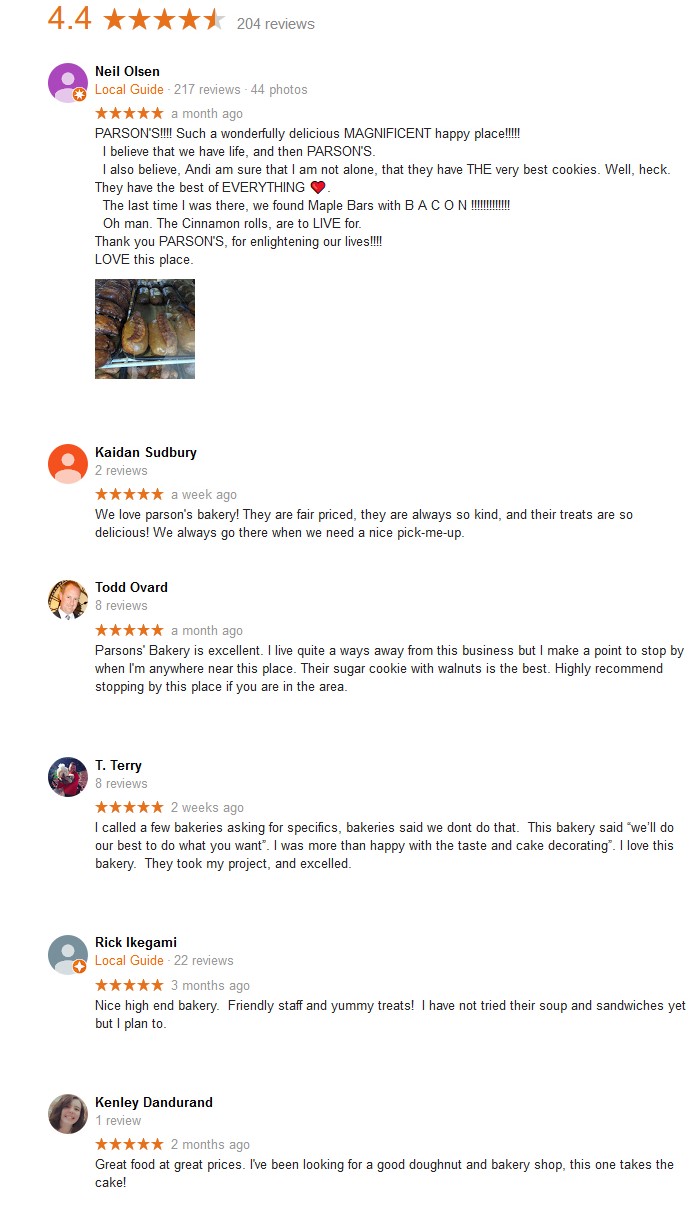 4.4 204 reviews
Neil Olsen
Local Guide · 217 reviews · 44 photos
a month ago
PARSON'S!!!! Such a wonderfully delicious MAGNIFICENT happy place!!!!!
I believe that we have life, and then PARSON'S.
I also believe, Andi am sure that I am not alone, that they have THE very best cookies. Well, heck.
They have the best of EVERYTHING ❤️.
The last time I was there, we found Maple Bars with B A C O N !!!!!!!!!!!!!
Oh man. The Cinnamon rolls, are to LIVE for.
Thank you PARSON'S, for enlightening our lives!!!!
LOVE this place.
Kaidan Sudbury
2 reviews
a week ago
We love parson's bakery! They are fair priced, they are always so kind, and their treats are so
delicious! We always go there when we need a nice pick-me-up.
Todd Ovard
8 reviews
a month ago
Parsons' Bakery is excellent. I live quite a ways away from this business but I make a point to stop by
when I'm anywhere near this place. Their sugar cookie with walnuts is the best. Highly recommend
stopping by this place if you are in the area.
T. Terry
8 reviews
2 weeks ago
I called a few bakeries asking for specifics, bakeries said we dont do that.  This bakery said “we’ll do
our best to do what you want”. I was more than happy with the taste and cake decorating”. I love this
bakery.  They took my project, and excelled.
Rick Ikegami
Local Guide · 22 reviews
3 months ago
Nice high end bakery.  Friendly staff and yummy treats!  I have not tried their soup and sandwiches yet
but I plan to.
Kenley Dandurand
1 review
2 months ago
Great food at great prices. I've been looking for a good doughnut and bakery shop, this one takes the
cake!